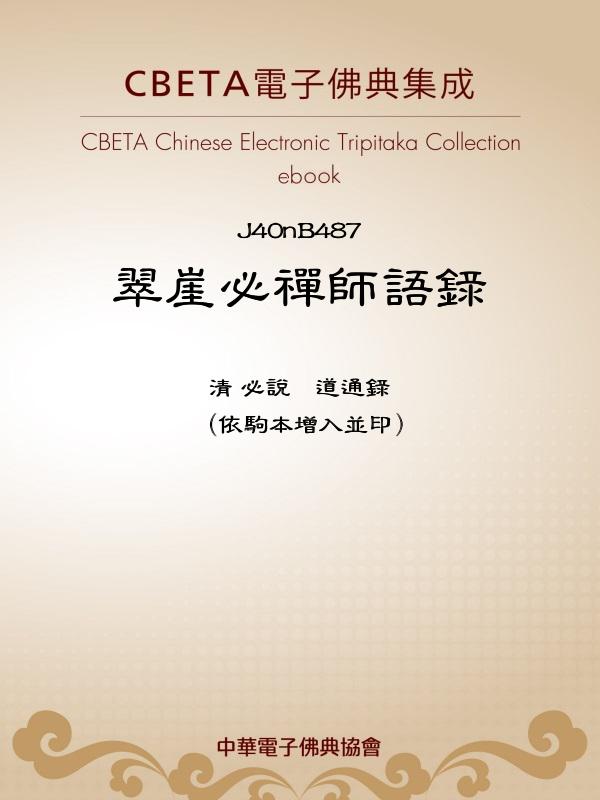 CBETA電子佛典集成
CBETA Chinese Electronic Tripitaka Collection
ebook
J40nB487
翠崖必禪師語録
清 必說　道通録
(依駒本增入並印)
中華電子佛典協會